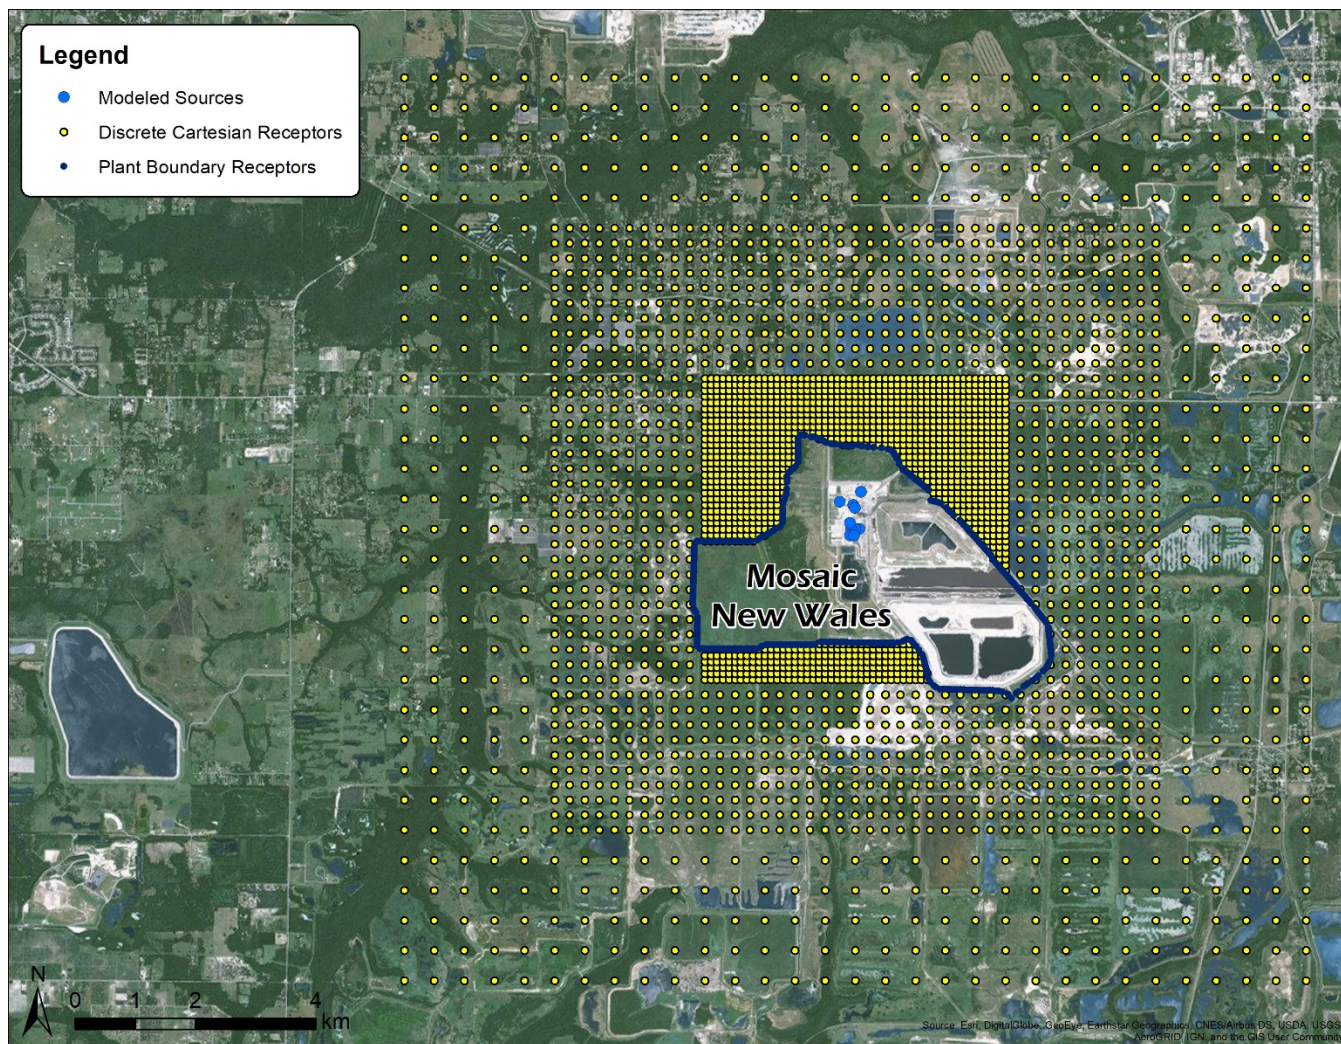 Legend
Modeled Sources
Discrete Cartesian Receptors
Plant Boundary Receptors
Mosaic
New Wales
N
0 1 2 4
km
Source: Esri, DigitalGlobe, GeoEye, Earthstar Geographics, CNES/Airbus DS, USDA, USGS
AeroGRID, IGN, and the GIS User Commun